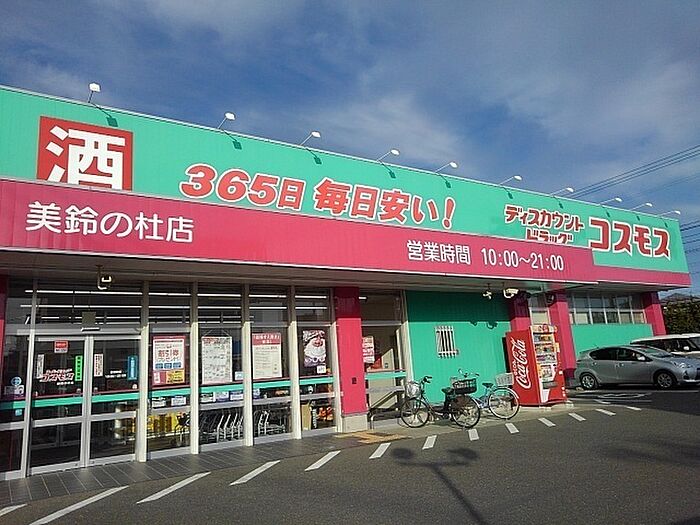 酒
365日 毎日安い!
ディスカウント
ドラッグ コスモス
美鈴の杜店
営業時間 10:00〜21:00
Coca-Cola